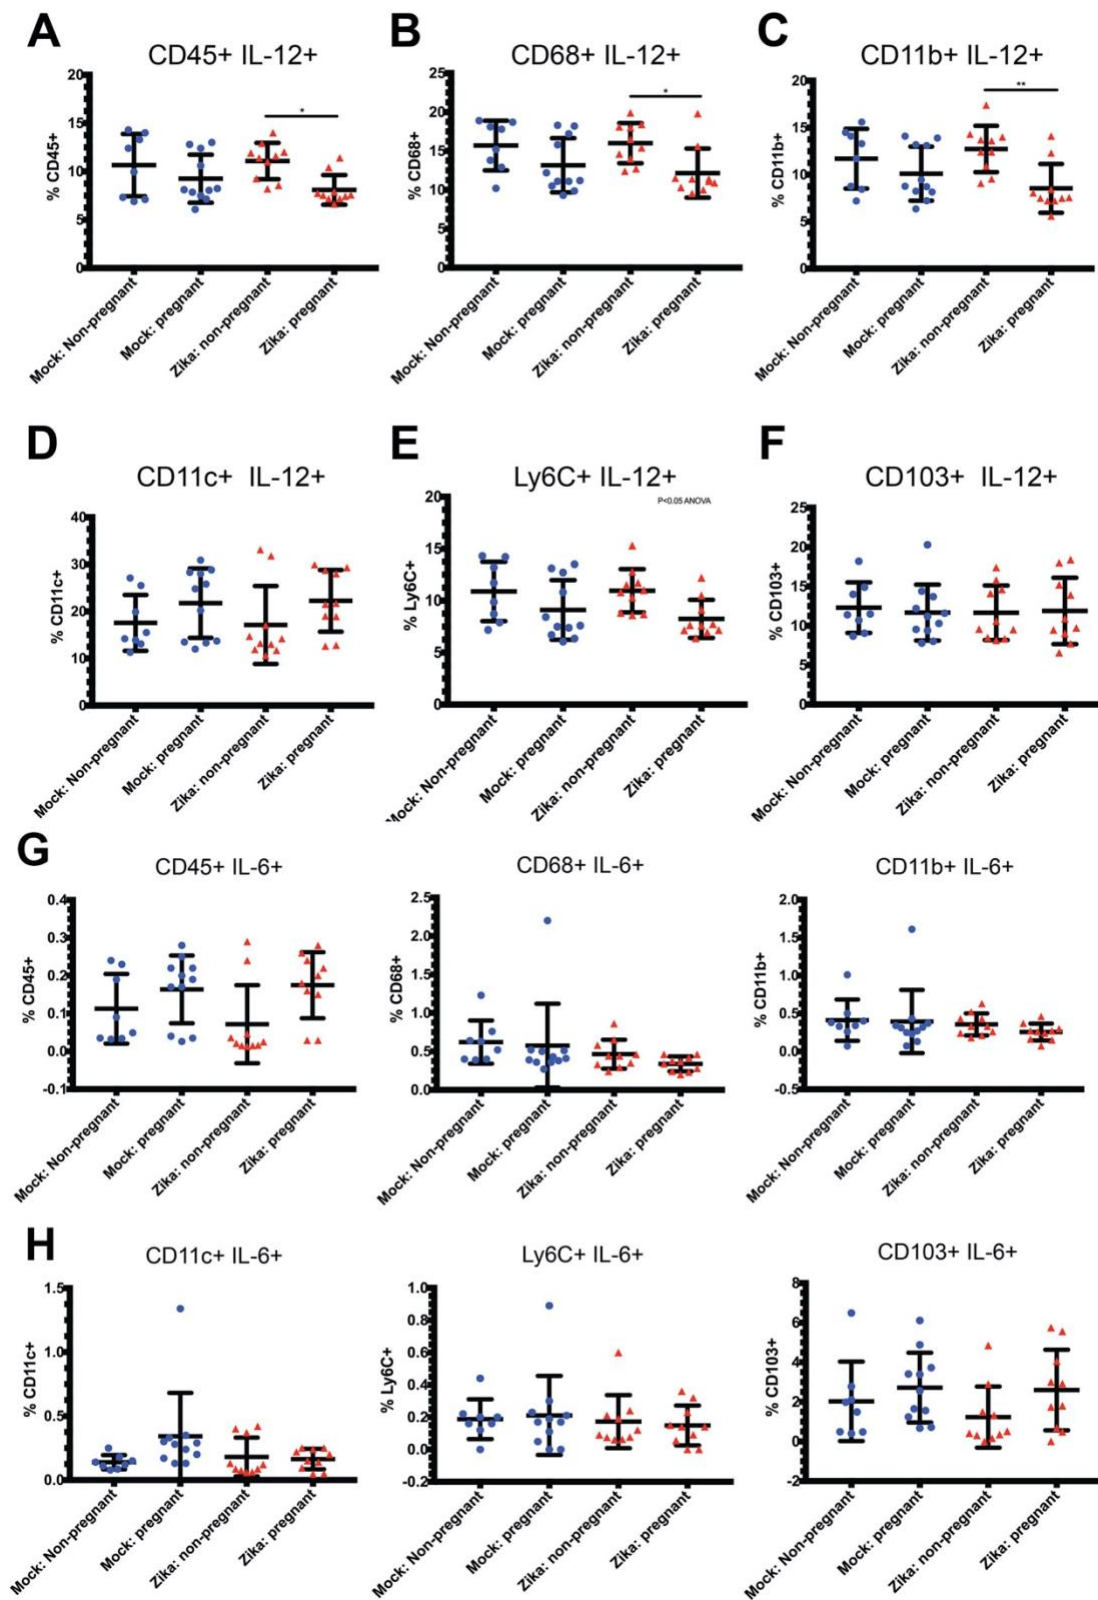 A
B
C
CD45+ IL-12+
CD68+ IL-12+
CD11b+ IL-12+
20
15
10
5
0
% CD45+
*
25
20
15
10
5
0
% CD68+
*
20
15
10
5
0
% CD11b+
**
Mock: Non-pregnant
Mock: pregnant
Zika: non-pregnant
Zika: pregnant
Mock: Non-pregnant
Mock: pregnant
Zika: non-pregnant
Zika: pregnant
Mock: Non-pregnant
Mock: pregnant
Zika: non-pregnant
Zika: pregnant
D
E
F
CD11c+ IL-12+
Ly6C+ IL-12+
CD103+ IL-12+
40
30
20
10
0
% CD11c+
20
15
10
5
0
% Ly6C+
P<0.05 ANOVA
25
20
15
10
5
0
% CD103+
Mock: Non-pregnant
Mock: pregnant
Zika: non-pregnant
Zika: pregnant
Mock: Non-pregnant
Mock: pregnant
Zika: non-pregnant
Zika: pregnant
Mock: Non-pregnant
Mock: pregnant
Zika: non-pregnant
Zika: pregnant
G
CD45+ IL-6+
CD68+ IL-6+
CD11b+ IL-6+
0.4
0.3
0.2
0.1
0.0
-0.1
% CD45+
2.5
2.0
1.5
1.0
0.5
0.0
% CD68+
2.0
1.5
1.0
0.5
0.0
-0.5
% CD11b+
Mock: Non-pregnant
Mock: pregnant
Zika: non-pregnant
Zika: pregnant
Mock: Non-pregnant
Mock: pregnant
Zika: non-pregnant
Zika: pregnant
Mock: Non-pregnant
Mock: pregnant
Zika: non-pregnant
Zika: pregnant
H
CD11c+ IL-6+
Ly6C+ IL-6+
CD103+ IL-6+
1.5
1.0
0.5
0.0
% CD11c+
1.0
0.8
0.6
0.4
0.2
0.0
-0.2
% Ly6C+
8
6
4
2
0
-2
% CD103+
Mock: Non-pregnant
Mock: pregnant
Zika: non-pregnant
Zika: pregnant
Mock: Non-pregnant
Mock: pregnant
Zika: non-pregnant
Zika: pregnant
Mock: Non-pregnant
Mock: pregnant
Zika: non-pregnant
Zika: pregnant